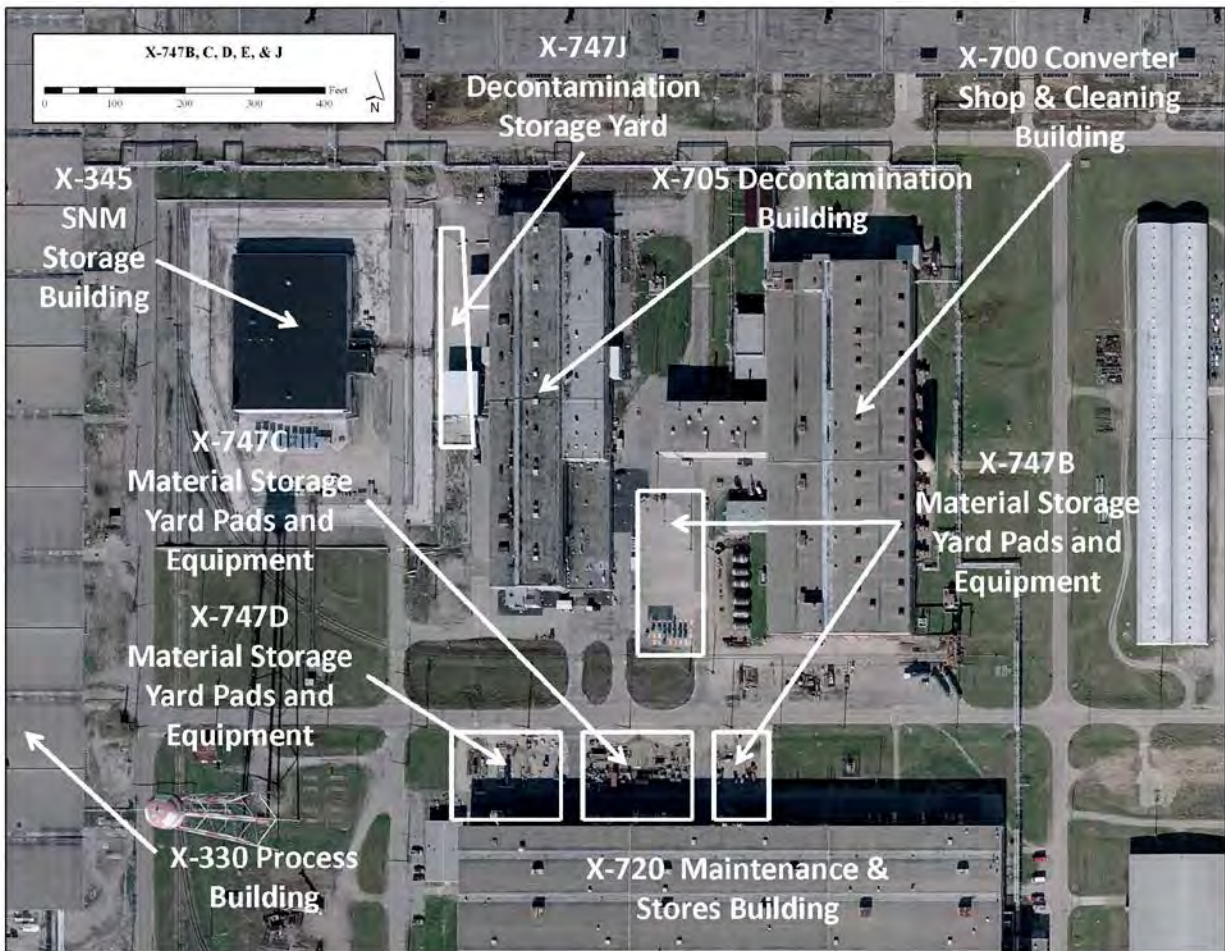 X-747B, C, D, E, & J
Feet
0 100 200 300 400
N
X-747J
Decontamination
Storage Yard
X-700 Converter
Shop & Cleaning
Building
X-345
SNM
Storage
Building
X-705 Decontamination
Building
X-747C
Material Storage
Yard Pads and
Equipment
X-747B
Material Storage
Yard Pads and
Equipment
X-747D
Material Storage
Yard Pads and
Equipment
X-330 Process
Building
X-720 Maintenance &
Stores Building